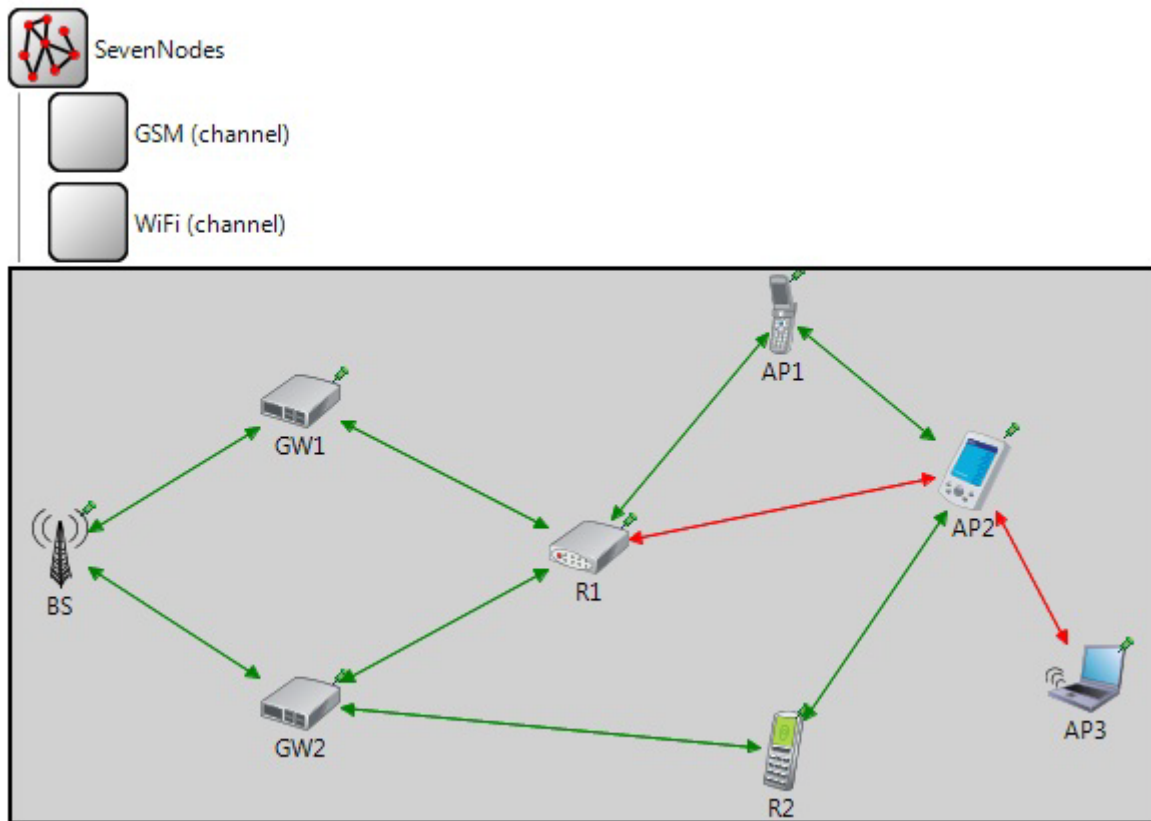 SevenNodes
GSM (channel)
WiFi (channel)
AP1
GW1
AP2
R1
BS
GW2
AP3
R2